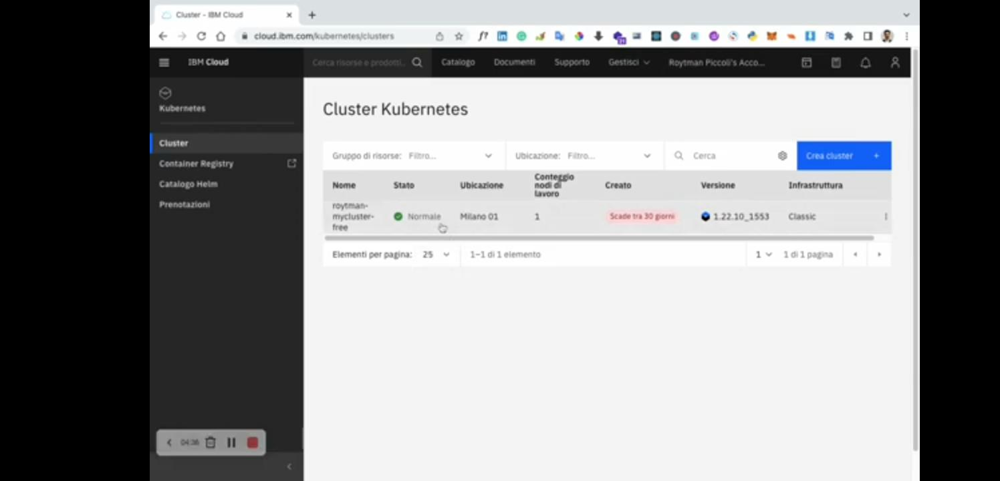 Cluster - IBM Cloud
cloud.ibm.com/kubernetes/clusters
IBM Cloud
Cerca risorse e prodotti...
Catalogo
Documenti
Supporto
Gestisci
Roytman Piccoli's Acco...
Kubernetes
Cluster
Container Registry
Catalogo Helm
Prenotazioni
Cluster Kubernetes
Gruppo di risorse: Filtro...
Ubicazione: Filtro...
Cerca
Crea cluster +
Nome
Stato
Ubicazione
Conteggio
nodi di
lavoro
Creato
Versione
Infrastruttura
roytman-
mycluster-
free
Normale
Milano 01
1
Scade tra 30 giorni
1.22.10_1553
Classic
Elementi per pagina: 25
1–1 di 1 elemento
1
1 di 1 pagina
04:36